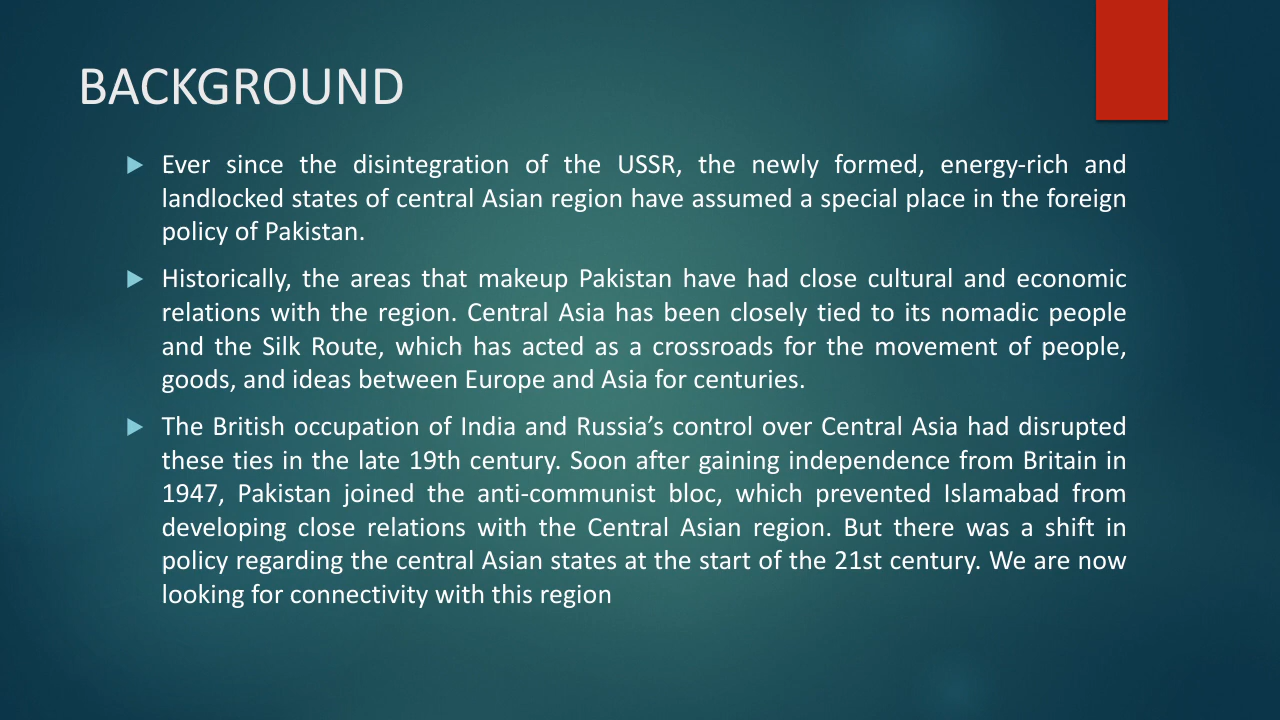 BACKGROUND
Ever since the disintegration of the USSR, the newly formed, energy-rich and
landlocked states of central Asian region have assumed a special place in the foreign
policy of Pakistan.
Historically, the areas that makeup Pakistan have had close cultural and economic
relations with the region. Central Asia has been closely tied to its nomadic people
and the Silk Route, which has acted as a crossroads for the movement of people,
goods, and ideas between Europe and Asia for centuries.
The British occupation of India and Russia’s control over Central Asia had disrupted
these ties in the late 19th century. Soon after gaining independence from Britain in
1947, Pakistan joined the anti-communist bloc, which prevented Islamabad from
developing close relations with the Central Asian region. But there was a shift in
policy regarding the central Asian states at the start of the 21st century. We are now
looking for connectivity with this region